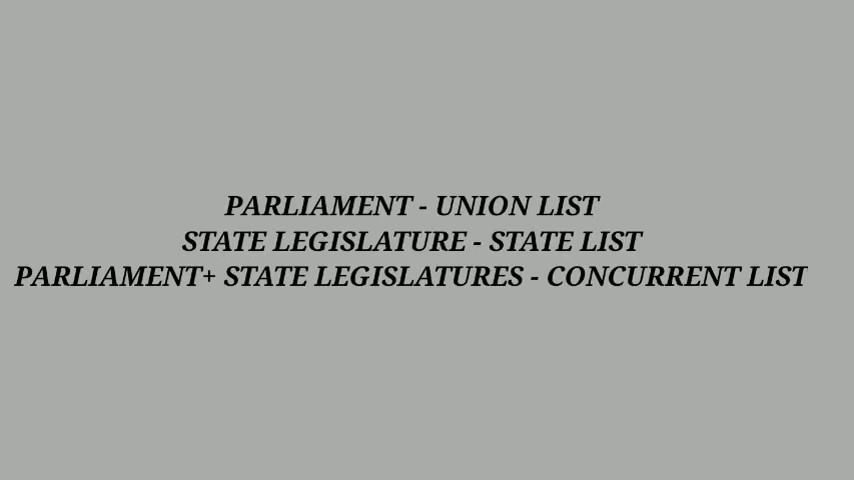 PARLIAMENT - UNION LIST
STATE LEGISLATURE - STATE LIST
PARLIAMENT+ STATE LEGISLATURES - CONCURRENT LIST